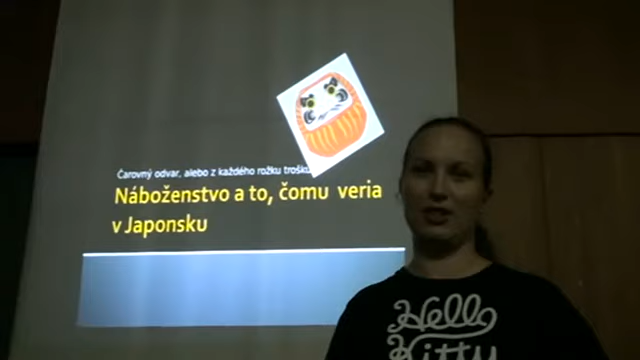 Čarovný odvar, alebo z každého rožku trošku
Náboženstvo a to, čomu veria
v Japonsku
Hello
Kitty